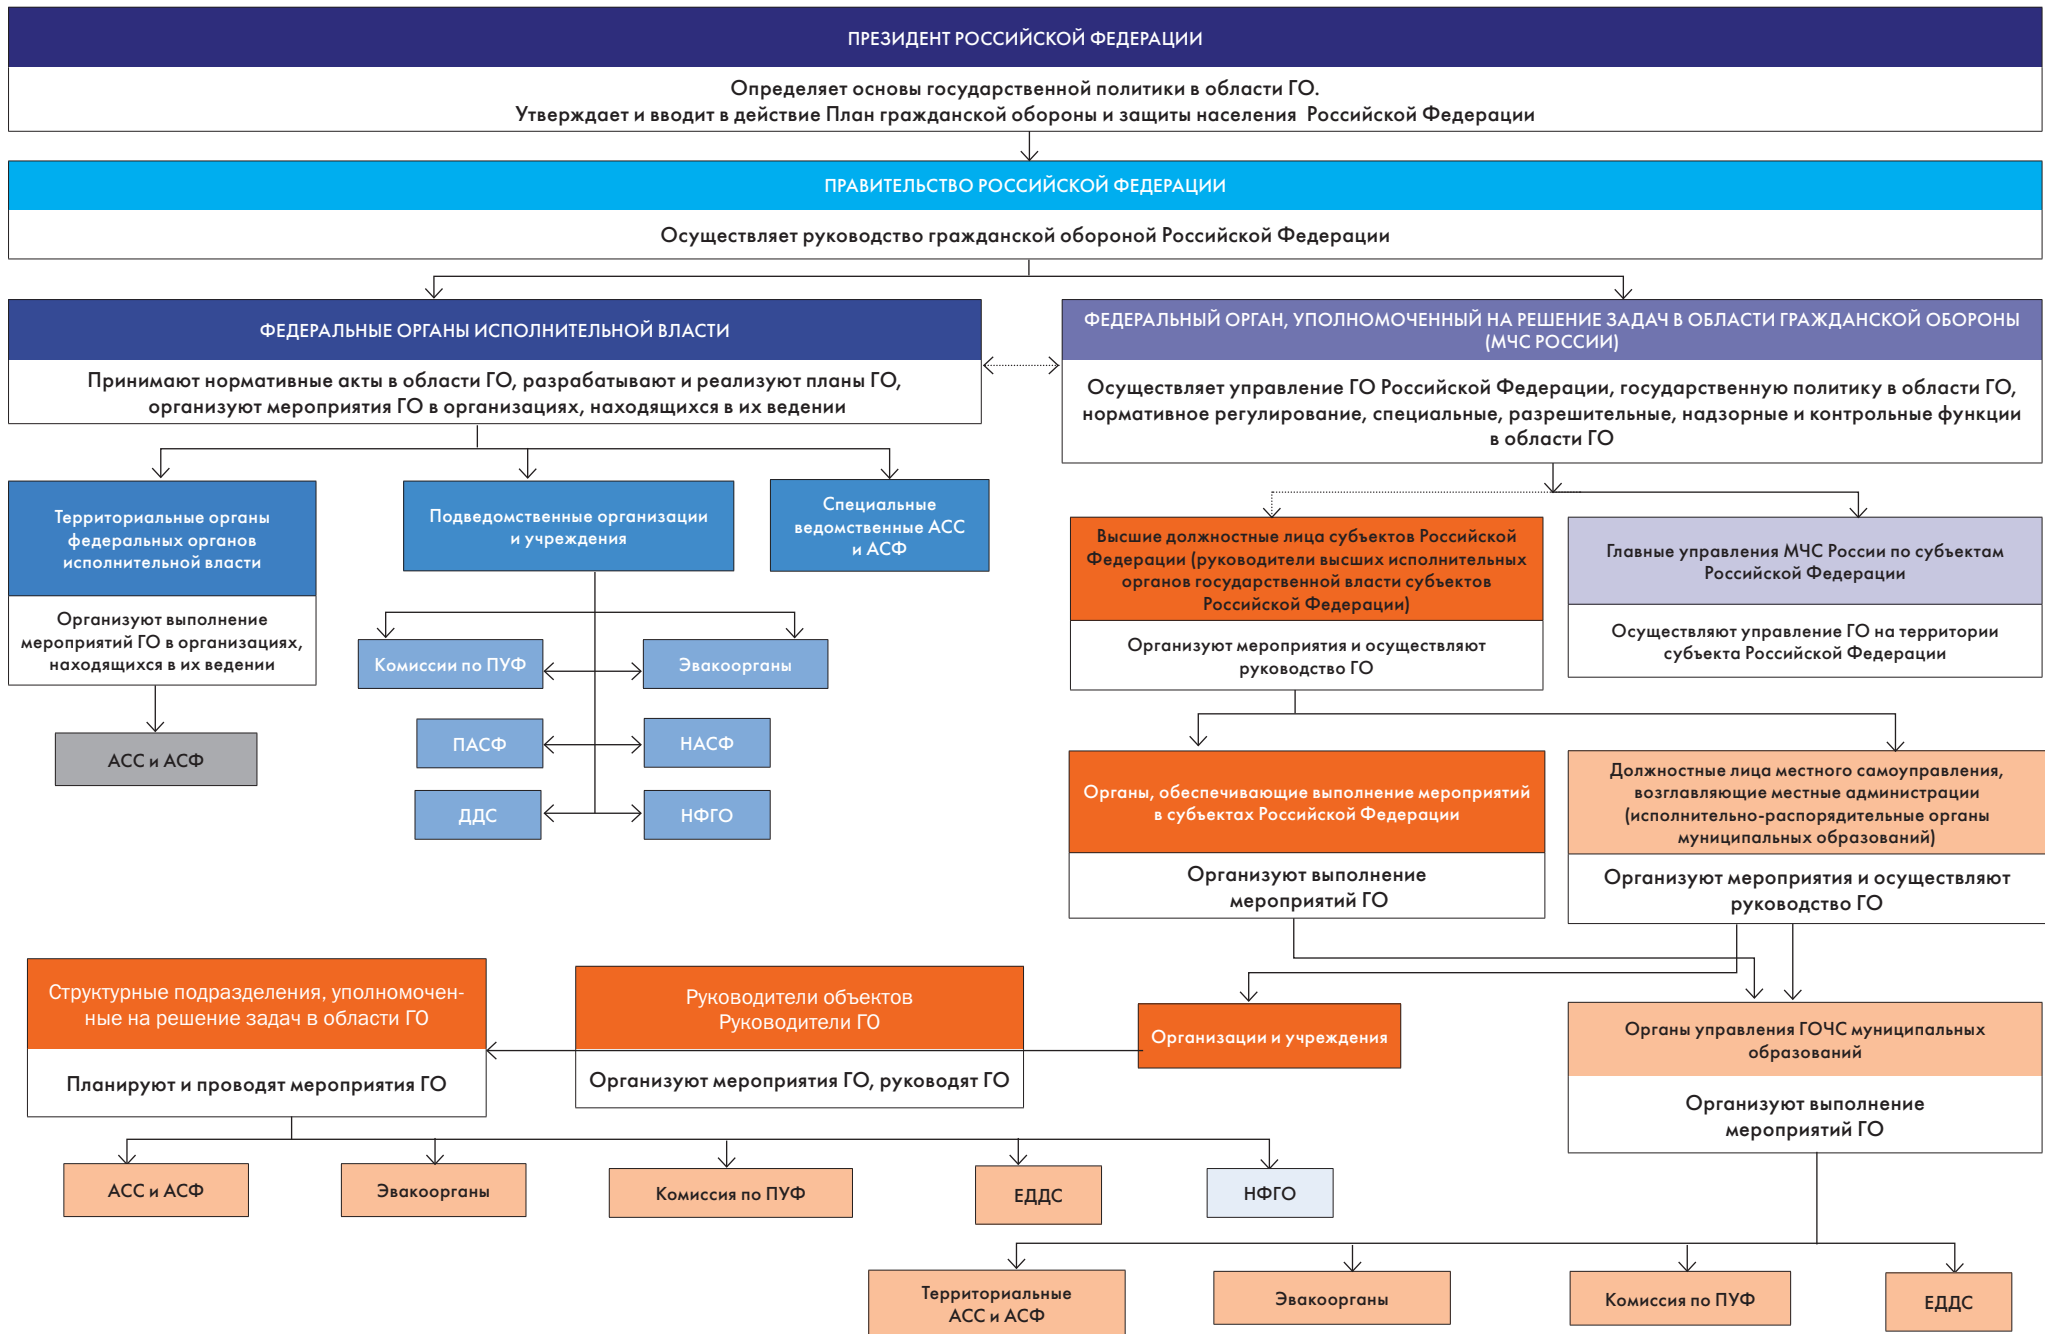 ПРЕЗИДЕНТ РОССИЙСКОЙ ФЕДЕРАЦИИ
Определяет основы государственной политики в области ГО.
Утверждает и вводит в действие План гражданской обороны и защиты населения Российской Федерации
ПРАВИТЕЛЬСТВО РОССИЙСКОЙ ФЕДЕРАЦИИ
Осуществляет руководство гражданской обороной Российской Федерации
ФЕДЕРАЛЬНЫЕ ОРГАНЫ ИСПОЛНИТЕЛЬНОЙ ВЛАСТИ
Принимают нормативные акты в области ГО, разрабатывают и реализуют планы ГО,
организуют мероприятия ГО в организациях, находящихся в их ведении
ФЕДЕРАЛЬНЫЙ ОРГАН, УПОЛНОМОЧЕННЫЙ НА РЕШЕНИЕ ЗАДАЧ В ОБЛАСТИ ГРАЖДАНСКОЙ ОБОРОНЫ
(МЧС РОССИИ)
Осуществляет управление ГО Российской Федерации, государственную политику в области ГО,
нормативное регулирование, специальные, разрешительные, надзорные и контрольные функции
в области ГО
Территориальные органы
федеральных органов
исполнительной власти
Организуют выполнение
мероприятий ГО в организациях,
находящихся в их ведении
АСС и АСФ
Подведомственные организации
и учреждения
Специальные
ведомственные АСС
и АСФ
Комиссии по ПУФ
Эвакоорганы
ПАСФ
НАСФ
ДДС
НФГО
Высшие должностные лица субъектов Российской
Федерации (руководители высших исполнительных
органов государственной власти субъектов
Российской Федерации)
Организуют мероприятия и осуществляют
руководство ГО
Главные управления МЧС России по субъектам
Российской Федерации
Осуществляют управление ГО на территории
субъекта Российской Федерации
Органы, обеспечивающие выполнение мероприятий
в субъектах Российской Федерации
Организуют выполнение
мероприятий ГО
Должностные лица местного самоуправления,
возглавляющие местные администрации
(исполнительно-распорядительные органы
муниципальных образований)
Организуют мероприятия и осуществляют
руководство ГО
Структурные подразделения, уполномочен-
ные на решение задач в области ГО
Планируют и проводят мероприятия ГО
Руководители объектов
Руководители ГО
Организуют мероприятия ГО, руководят ГО
Организации и учреждения
Органы управления ГОЧС муниципальных
образований
Организуют выполнение
мероприятий ГО
АСС и АСФ
Эвакоорганы
Комиссия по ПУФ
ЕДДС
НФГО
Территориальные
АСС и АСФ
Эвакоорганы
Комиссия по ПУФ
ЕДДС